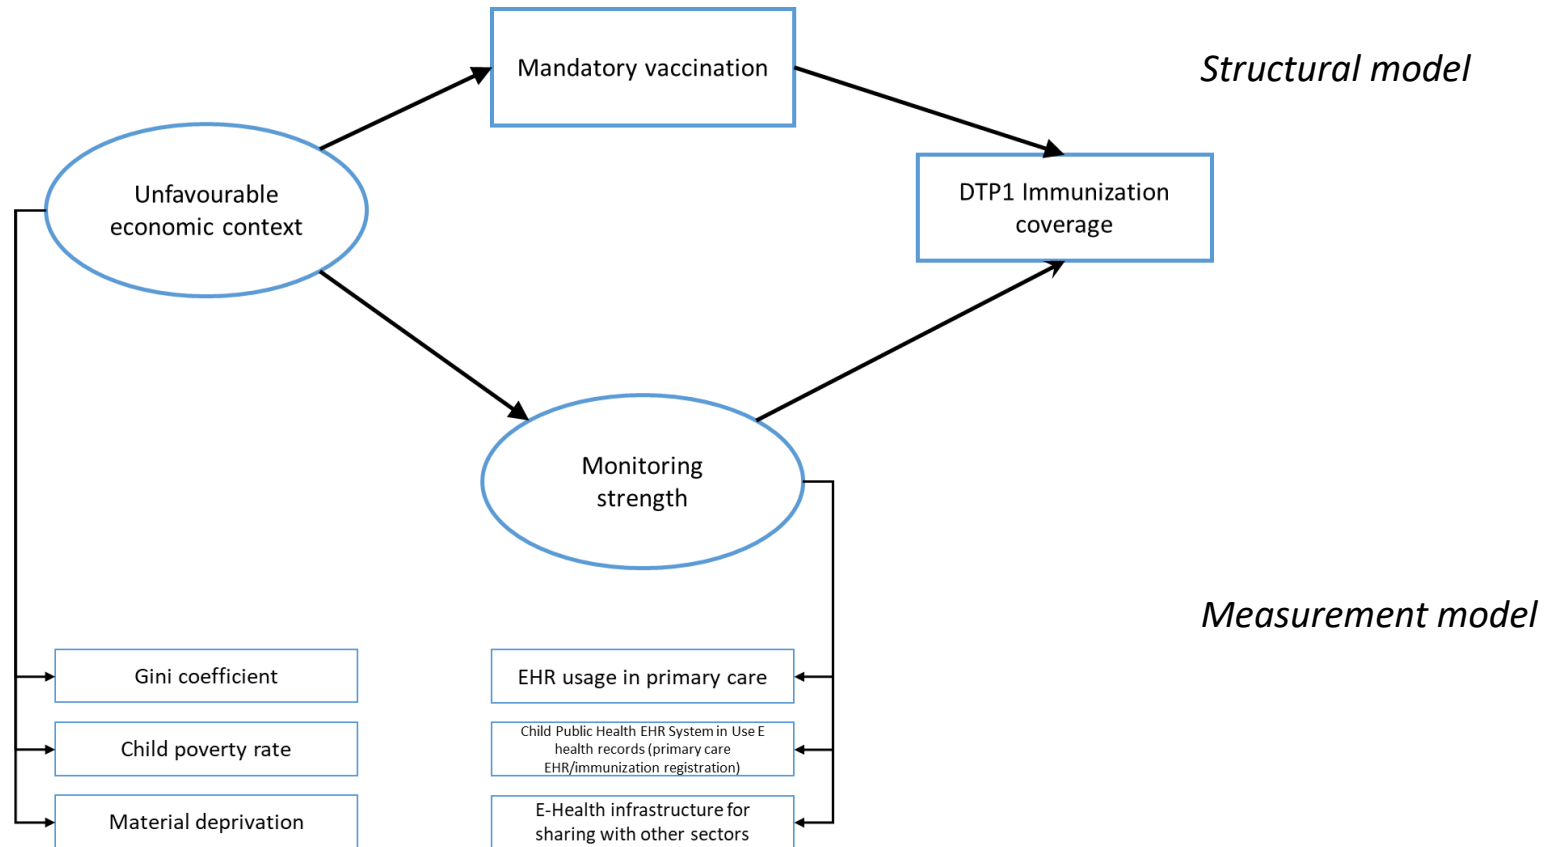 Mandatory vaccination
Structural model
Unfavourable
economic context
DTP1 Immunization
coverage
Monitoring
strength
Measurement model
Gini coefficient
EHR usage in primary care
Child poverty rate
Child Public Health EHR System in Use E
health records (primary care
EHR/immunization registration)
Material deprivation
E-Health infrastructure for
sharing with other sectors